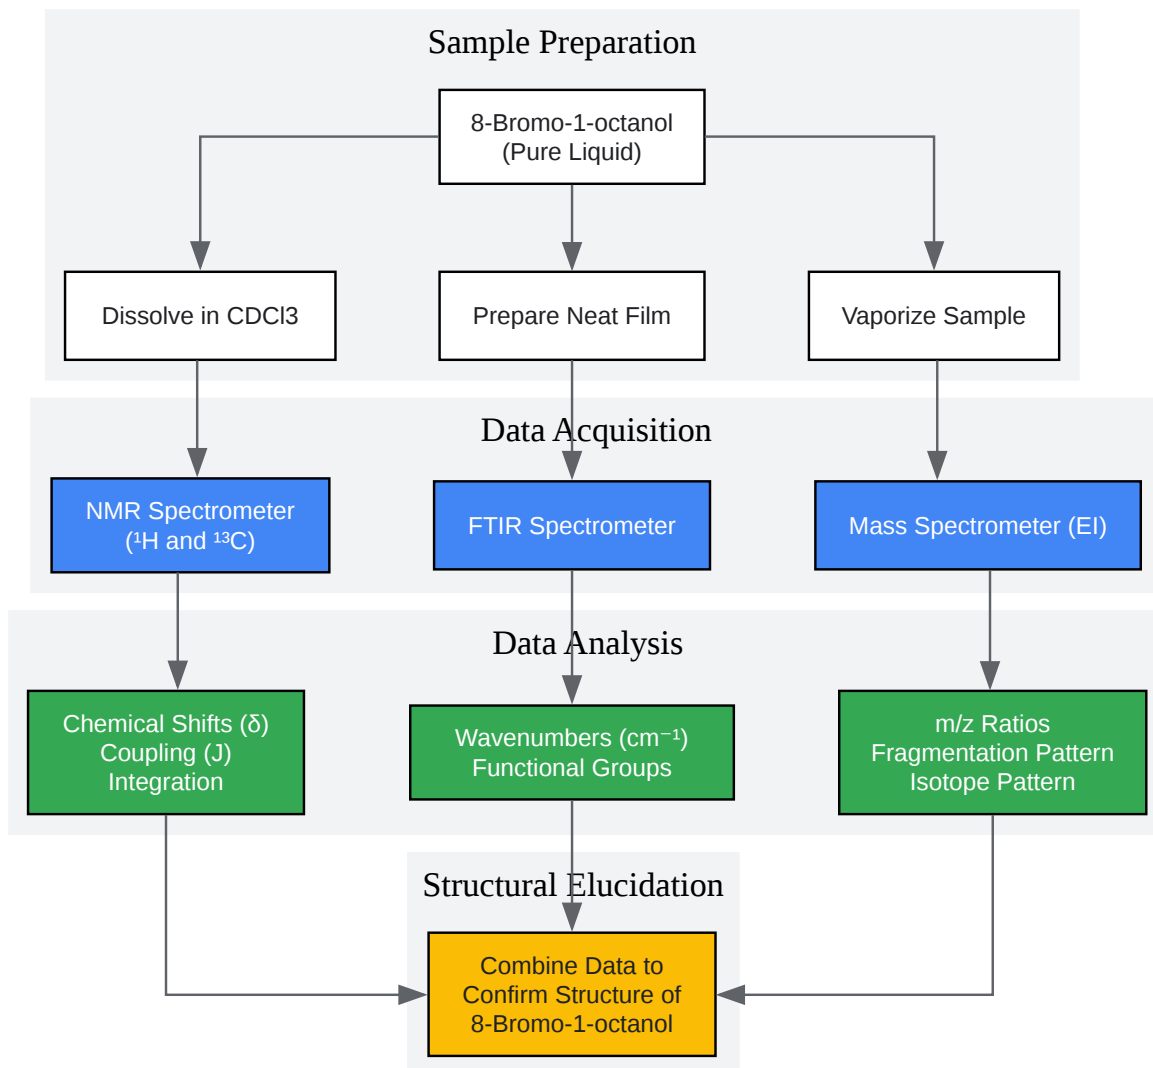 Sample Preparation
8-Bromo-1-octanol
(Pure Liquid)
Dissolve in CDCl3
Prepare Neat Film
Vaporize Sample
Data Acquisition
NMR Spectrometer
(¹H and ¹³C)
FTIR Spectrometer
Mass Spectrometer (EI)
Data Analysis
Chemical Shifts (δ)
Coupling (J)
Integration
Wavenumbers (cm⁻¹)
Functional Groups
m/z Ratios
Fragmentation Pattern
Isotope Pattern
Structural Elucidation
Combine Data to
Confirm Structure of
8-Bromo-1-octanol